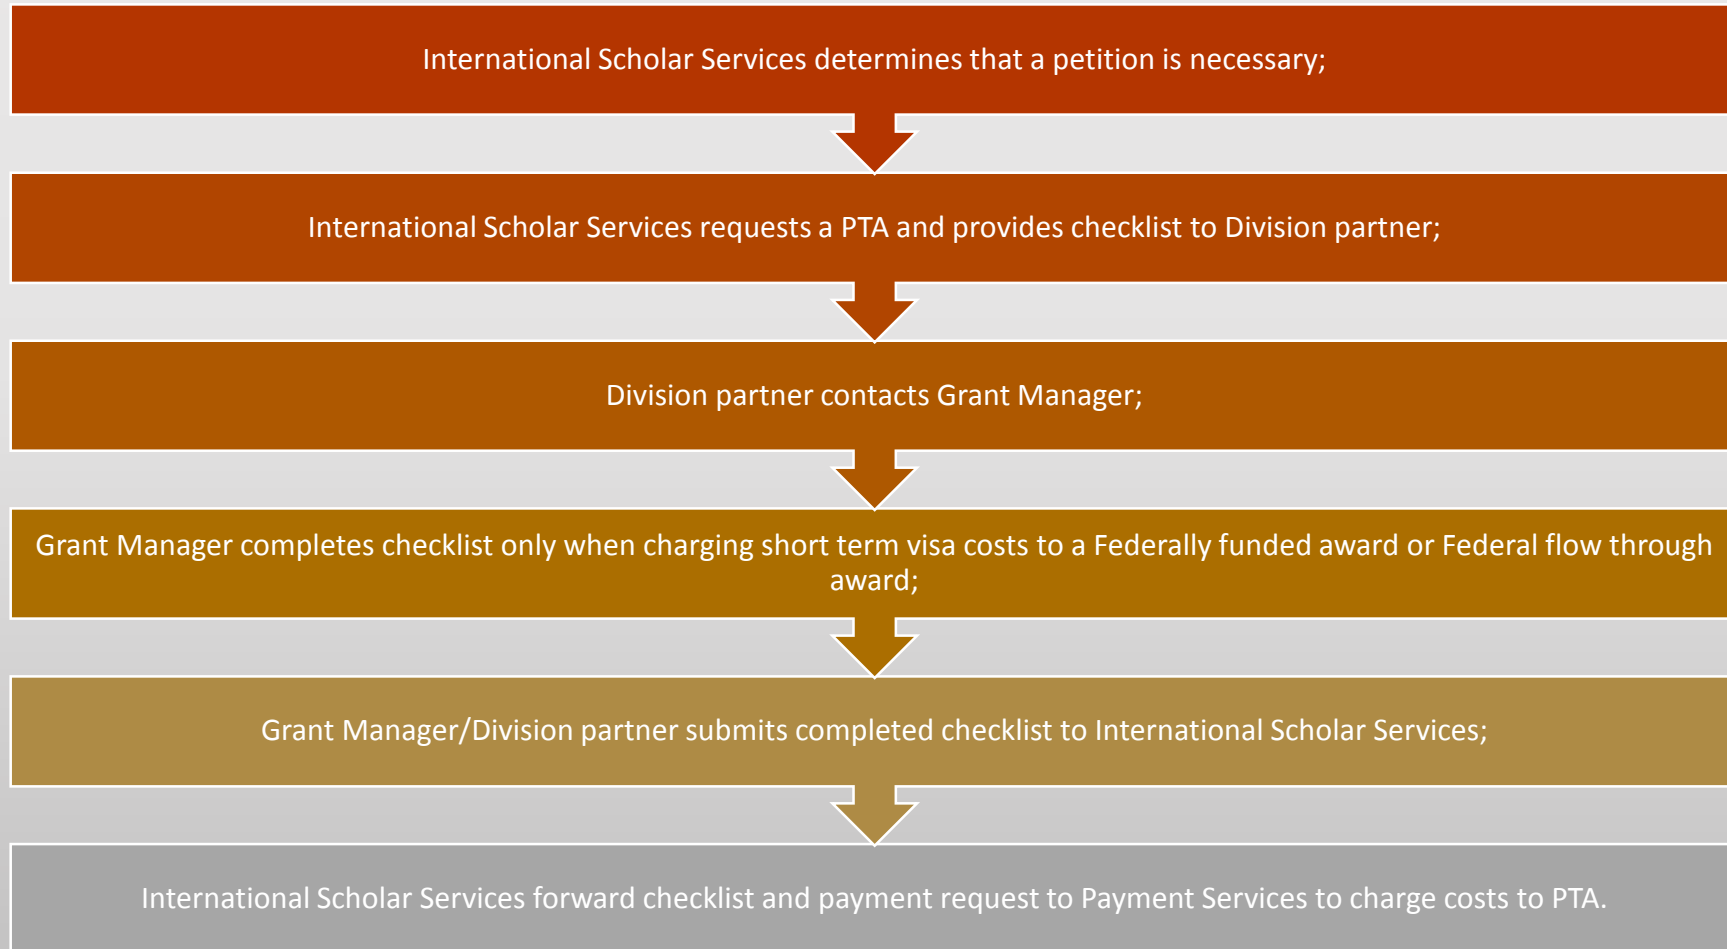 International Scholar Services determines that a petition is necessary;
International Scholar Services requests a PTA and provides checklist to Division partner;
Division partner contacts Grant Manager;
Grant Manager completes checklist only when charging short term visa costs to a Federally funded award or Federal flow through
award;
Grant Manager/Division partner submits completed checklist to International Scholar Services;
International Scholar Services forward checklist and payment request to Payment Services to charge costs to PTA.